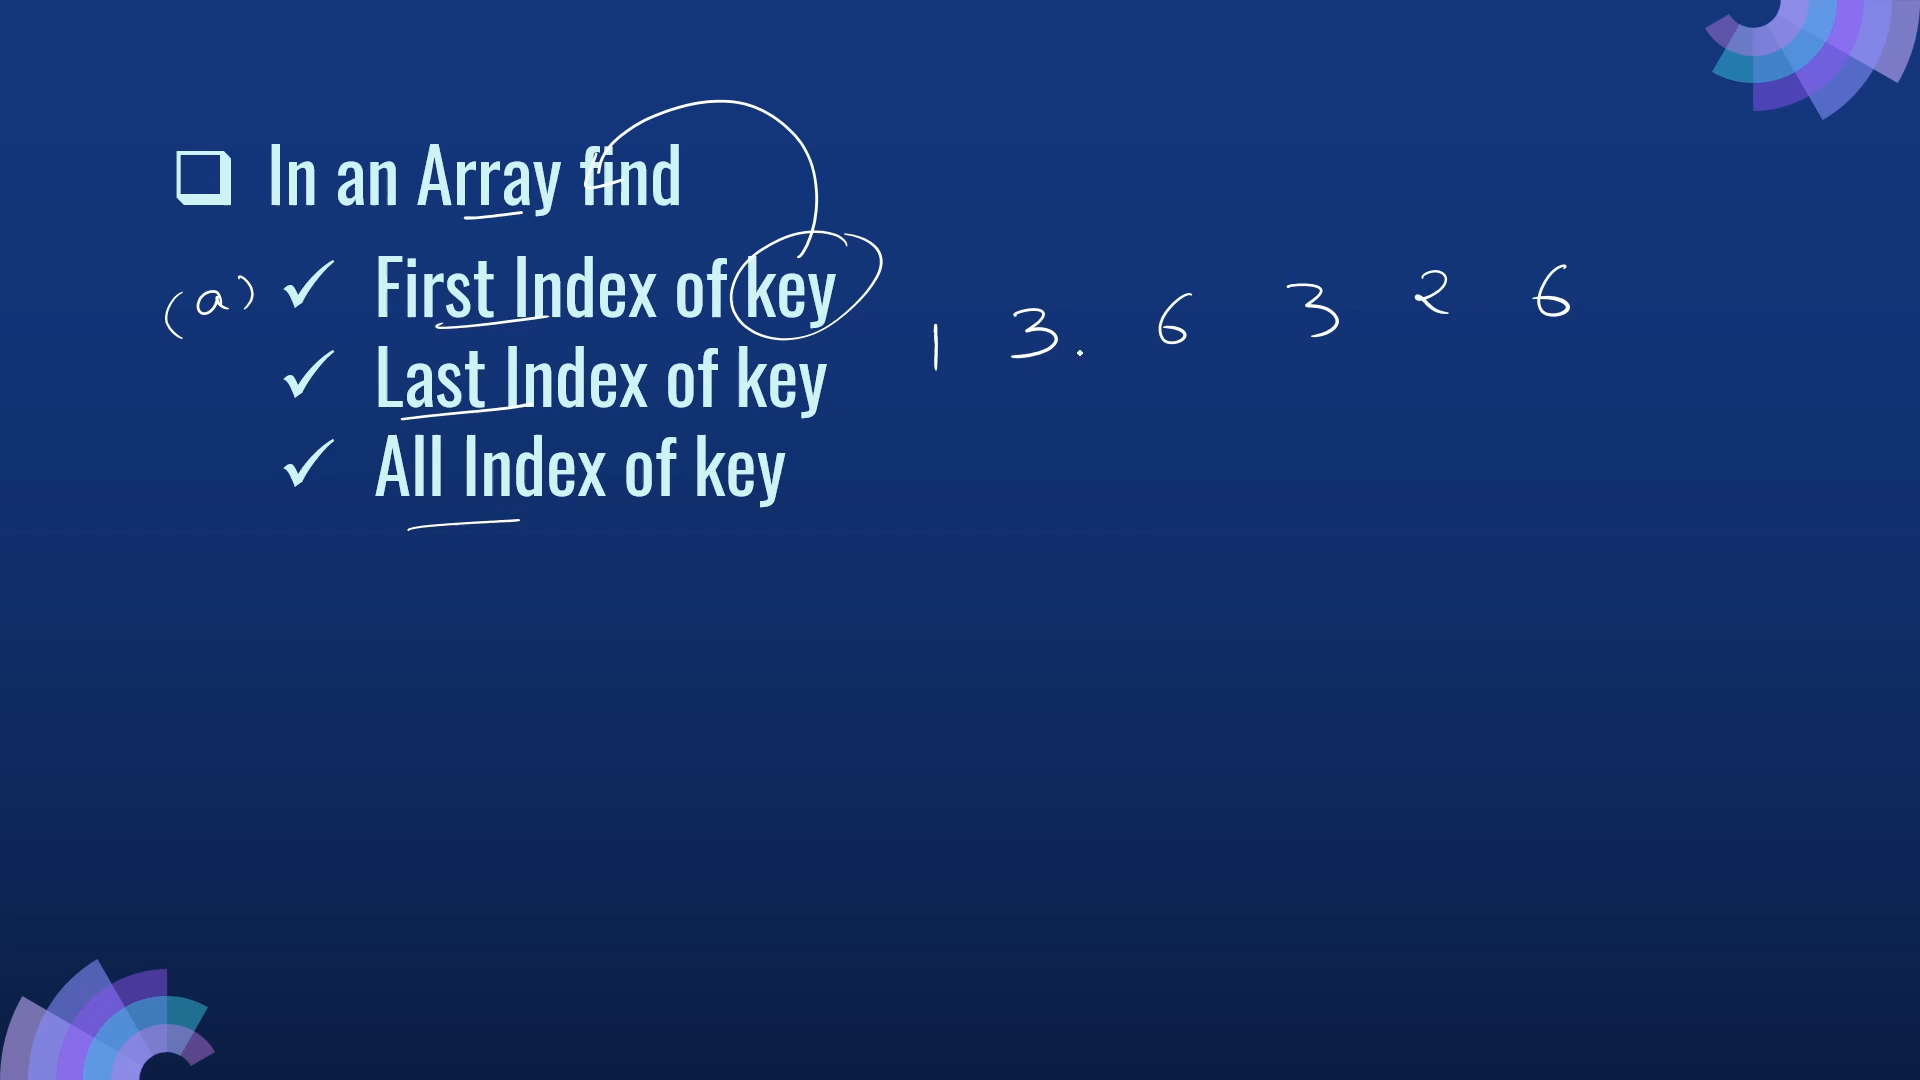 In an Array find
(a) First Index of key
1 3. 6 3 2 6
Last Index of key
All Index of key